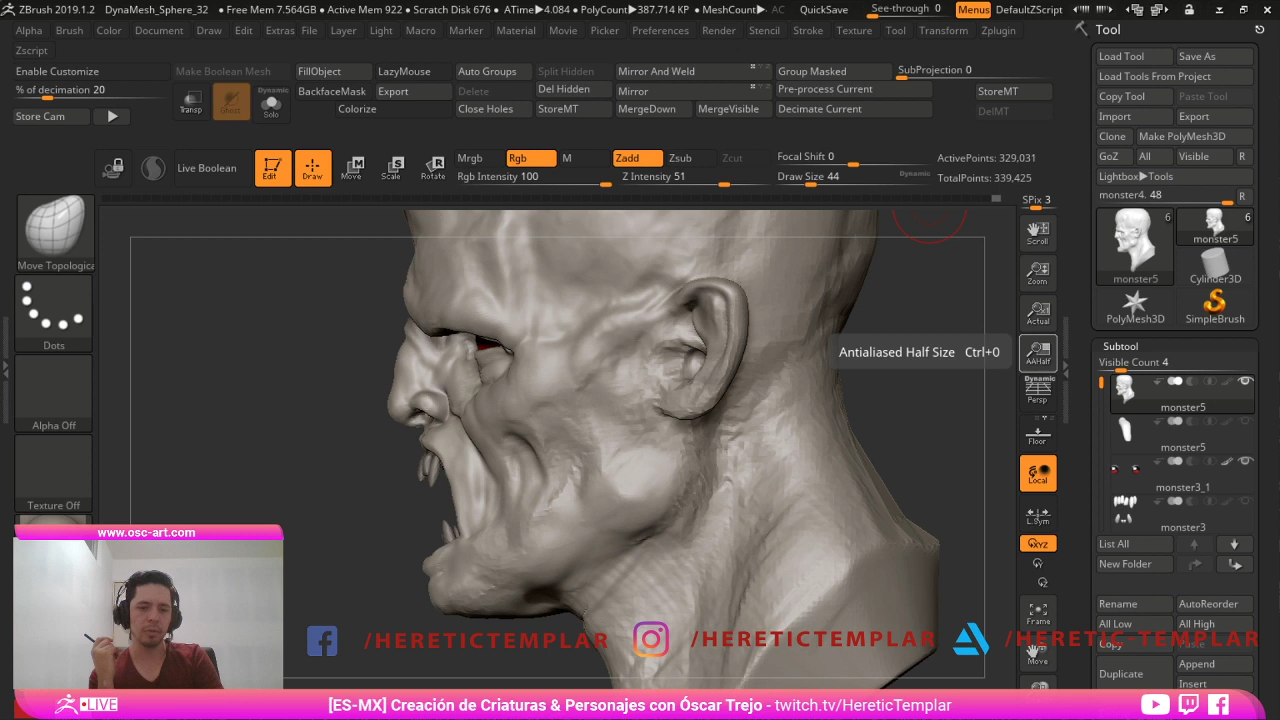 ZBrush 2019.1.2 DynaMesh_Sphere_32 • Free Mem 7.564GB • Active Mem 922 • Scratch Disk 676 • ATime▶4.084 • PolyCount▶387.714 KP • MeshCount▶ AC QuickSave See-through 0 Menus DefaultZScript
Alpha Brush Color Document Draw Edit Extras File Layer Light Macro Marker Material Movie Picker Preferences Render Stencil Stroke Texture Tool Transform Zplugin
Zscript
Enable Customize Make Boolean Mesh FillObject LazyMouse Auto Groups Split Hidden Mirror And Weld Group Masked SubProjection 0
% of decimation 20 Transp Ghost Dynamic Solo BackfaceMask Export Delete Del Hidden Mirror Pre-process Current StoreMT
Store Cam Colorize Close Holes StoreMT MergeDown MergeVisible Decimate Current DelMT
Live Boolean Edit Draw Move Scale Rotate Mrgb Rgb M Zadd Zsub Zcut Focal Shift 0 ActivePoints: 329,031
Rgb Intensity 100 Z Intensity 51 Draw Size 44 Dynamic TotalPoints: 339,425
Move Topologica
Dots
Alpha Off
Texture Off
SPix 3
Scroll
Zoom
Actual
AAHalf
Dynamic
Persp
Floor
Local
L.Sym
XYZ
Frame
Move
Antialiased Half Size Ctrl+0
Tool
Load Tool Save As
Load Tools From Project
Copy Tool Paste Tool
Import Export
Clone Make PolyMesh3D
GoZ All Visible R
Lightbox▶Tools
monster4. 48 R
6 6
monster5
monster5 Cylinder3D
PolyMesh3D SimpleBrush
Subtool
Visible Count 4
monster5
monster5
monster3_1
monster3
List All
New Folder
Rename AutoReorder
All Low All High
Copy Paste
Duplicate Append
Insert
www.osc-art.com
/HERETICTEMPLAR /HERETICTEMPLAR /HERETIC-TEMPLAR
LIVE [ES-MX] Creación de Criaturas & Personajes con Óscar Trejo - twitch.tv/HereticTemplar